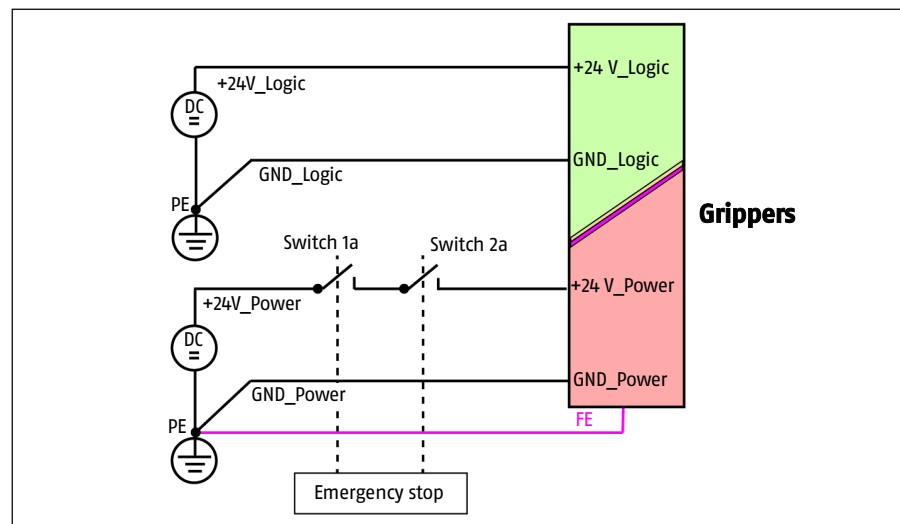 +24V_Logic
+24 V_Logic
DC
GND_Logic
GND_Logic
PE
Grippers
Switch 1a
Switch 2a
+24V_Power
+24 V_Power
DC
GND_Power
GND_Power
PE
FE
Emergency stop